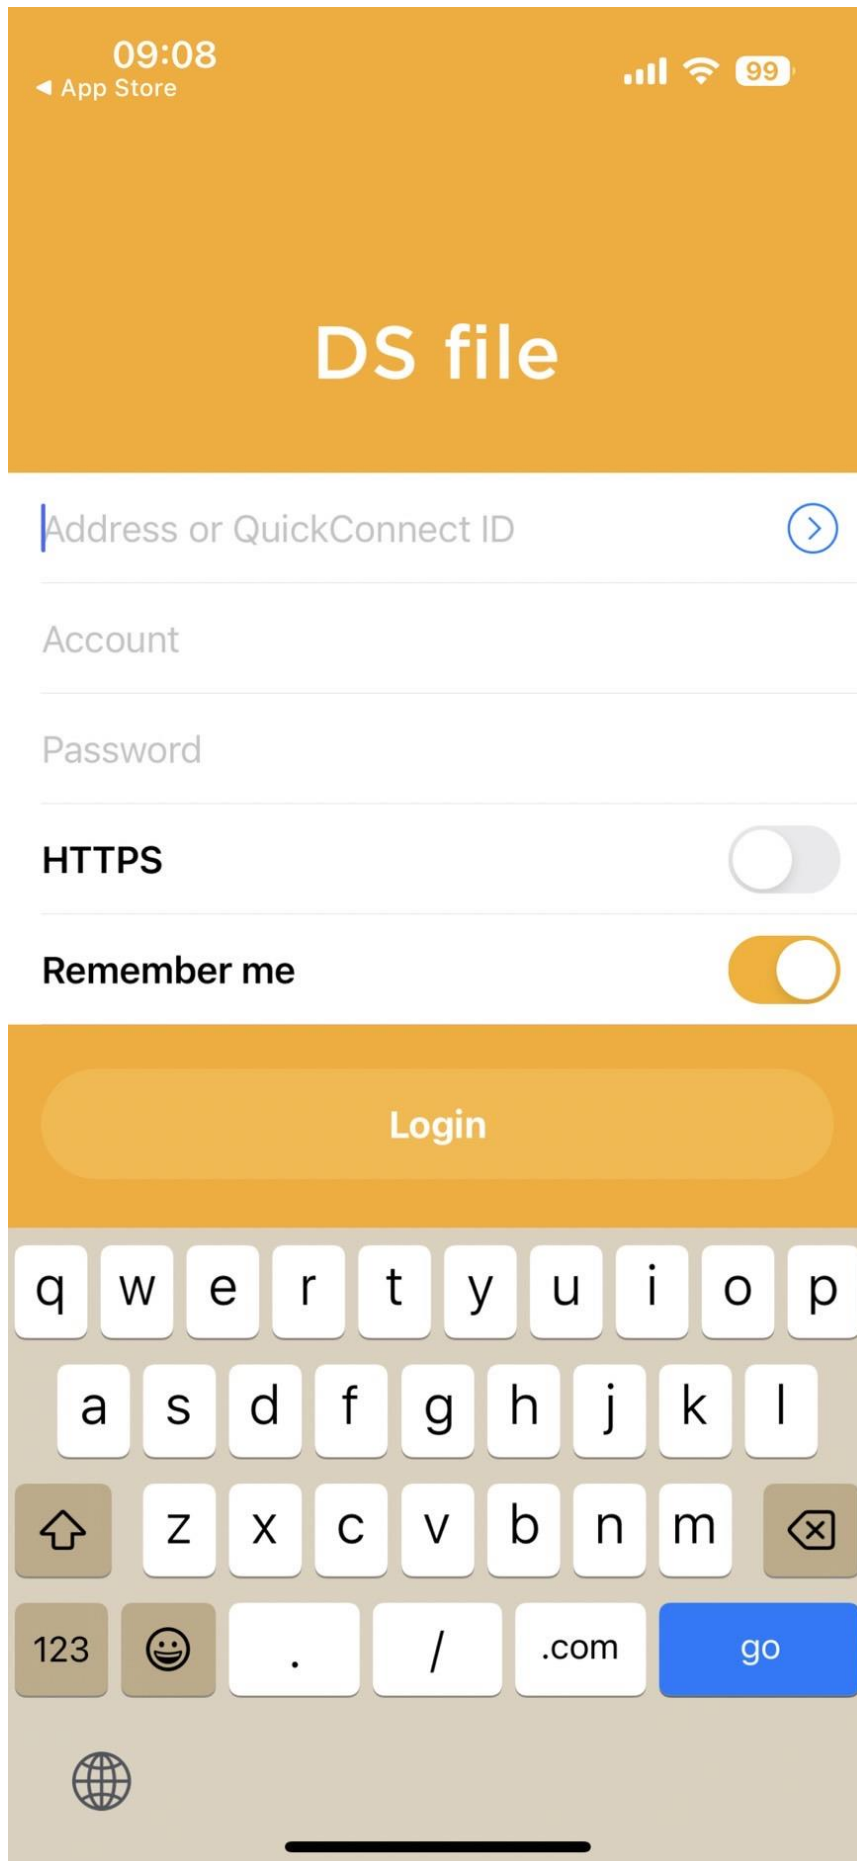 09:08
◀ App Store
99
DS file
Address or QuickConnect ID
Account
Password
HTTPS
Remember me
Login
q w e r t y u i o p
a s d f g h j k l
z x c v b n m
123 . / .com go